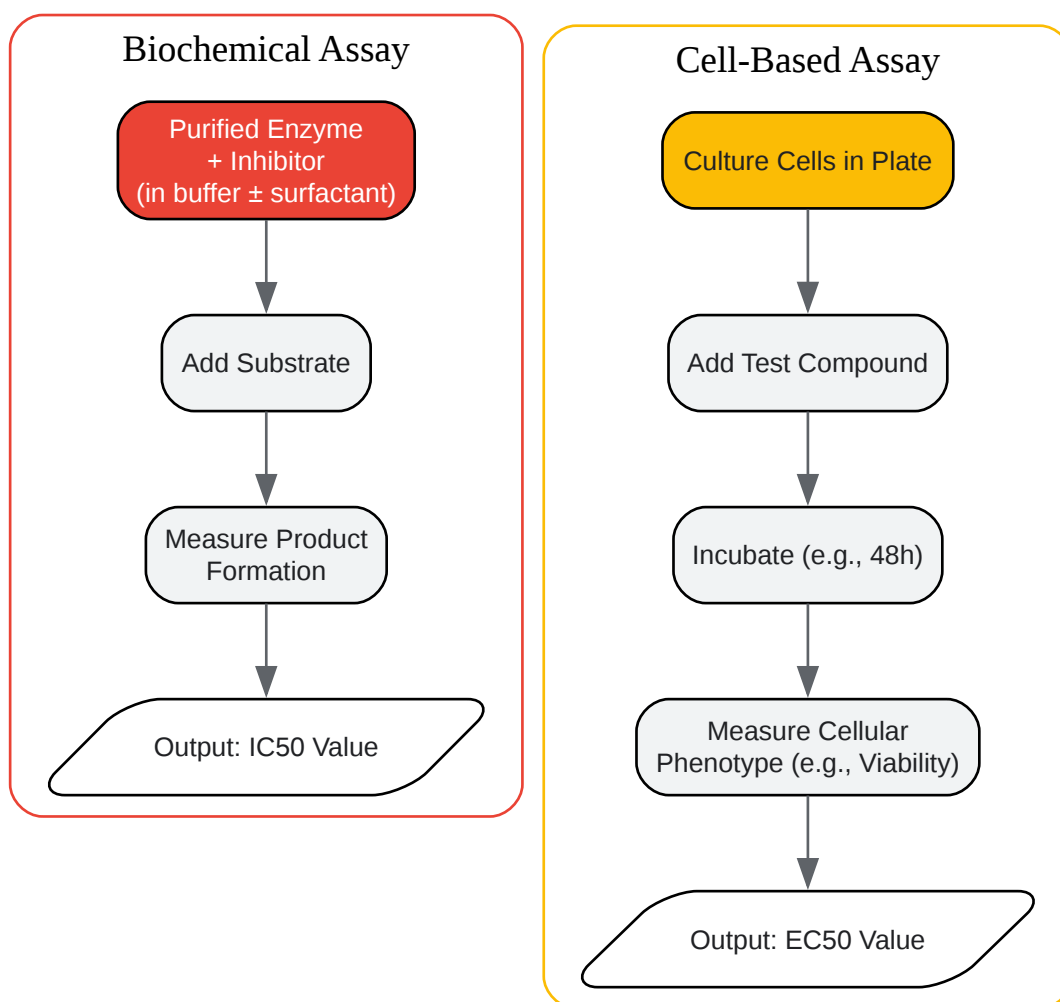 Biochemical Assay
Purified Enzyme
+ Inhibitor
(in buffer ± surfactant)
Add Substrate
Measure Product
Formation
Output: IC50 Value
Cell-Based Assay
Culture Cells in Plate
Add Test Compound
Incubate (e.g., 48h)
Measure Cellular
Phenotype (e.g., Viability)
Output: EC50 Value